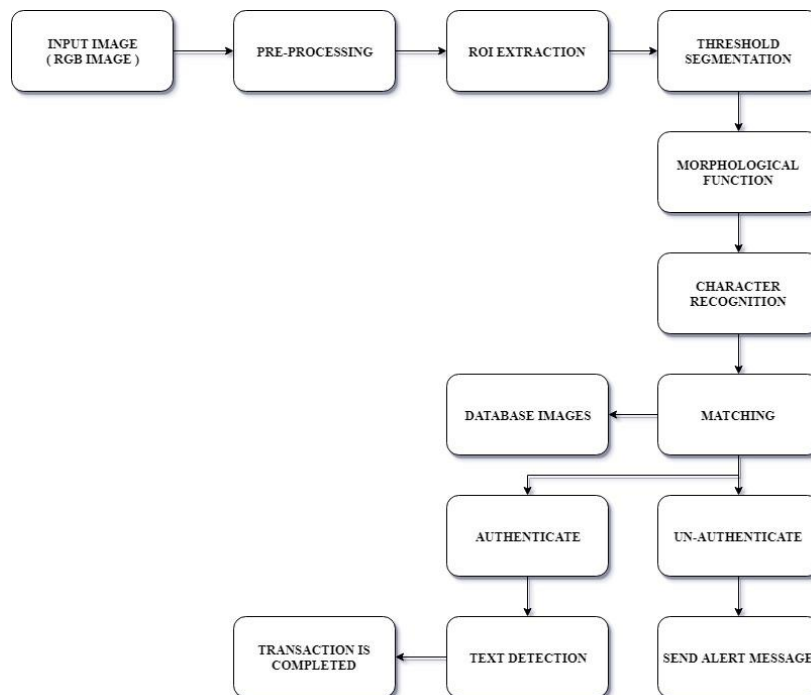 INPUT IMAGE
( RGB IMAGE )
PRE-PROCESSING
ROI EXTRACTION
THRESHOLD
SEGMENTATION
MORPHOLOGICAL
FUNCTION
CHARACTER
RECOGNITION
DATABASE IMAGES
MATCHING
AUTHENTICATE
UN-AUTHENTICATE
TRANSACTION IS
COMPLETED
TEXT DETECTION
SEND ALERT MESSAGE